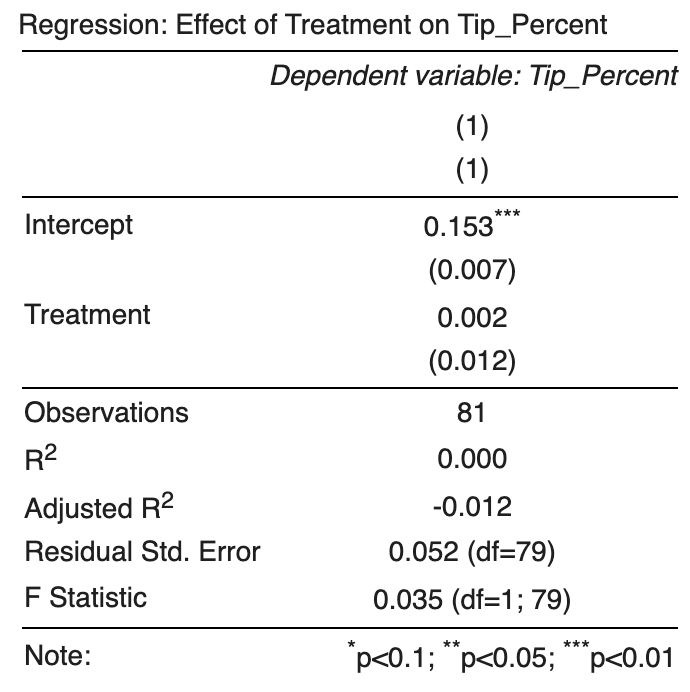 Regression: Effect of Treatment on Tip_Percent
Dependent variable: Tip_Percent
(1)
(1)
Intercept 0.153***
(0.007)
Treatment 0.002
(0.012)
Observations 81
R2 0.000
Adjusted R2 -0.012
Residual Std. Error 0.052 (df=79)
F Statistic 0.035 (df=1; 79)
Note: *p<0.1; **p<0.05; ***p<0.01